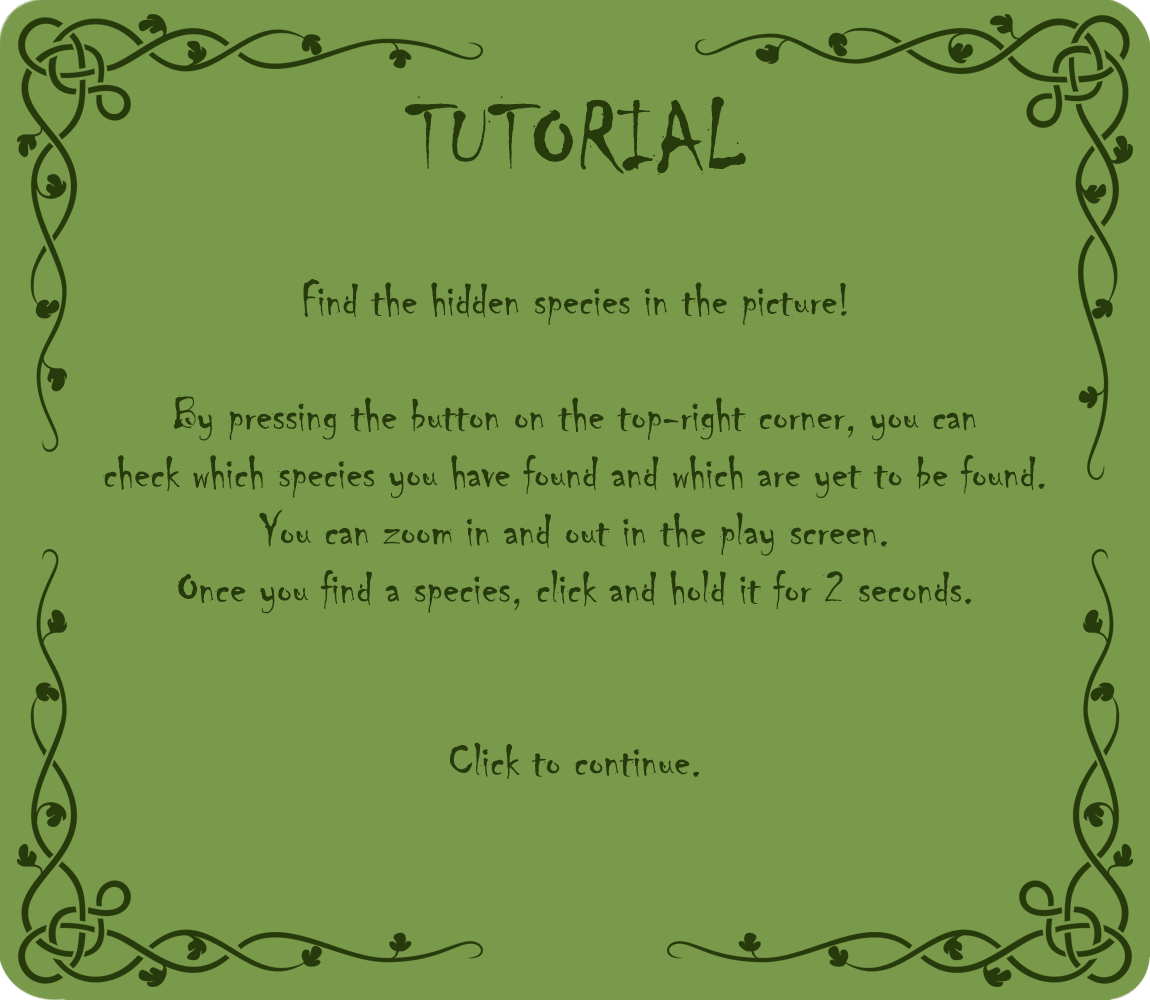 TUTORIAL
Find the hidden species in the picture!
By pressing the button on the top-right corner, you can
check which species you have found and which are yet to be found.
You can zoom in and out in the play screen.
Once you find a species, click and hold it for 2 seconds.
Click to continue.